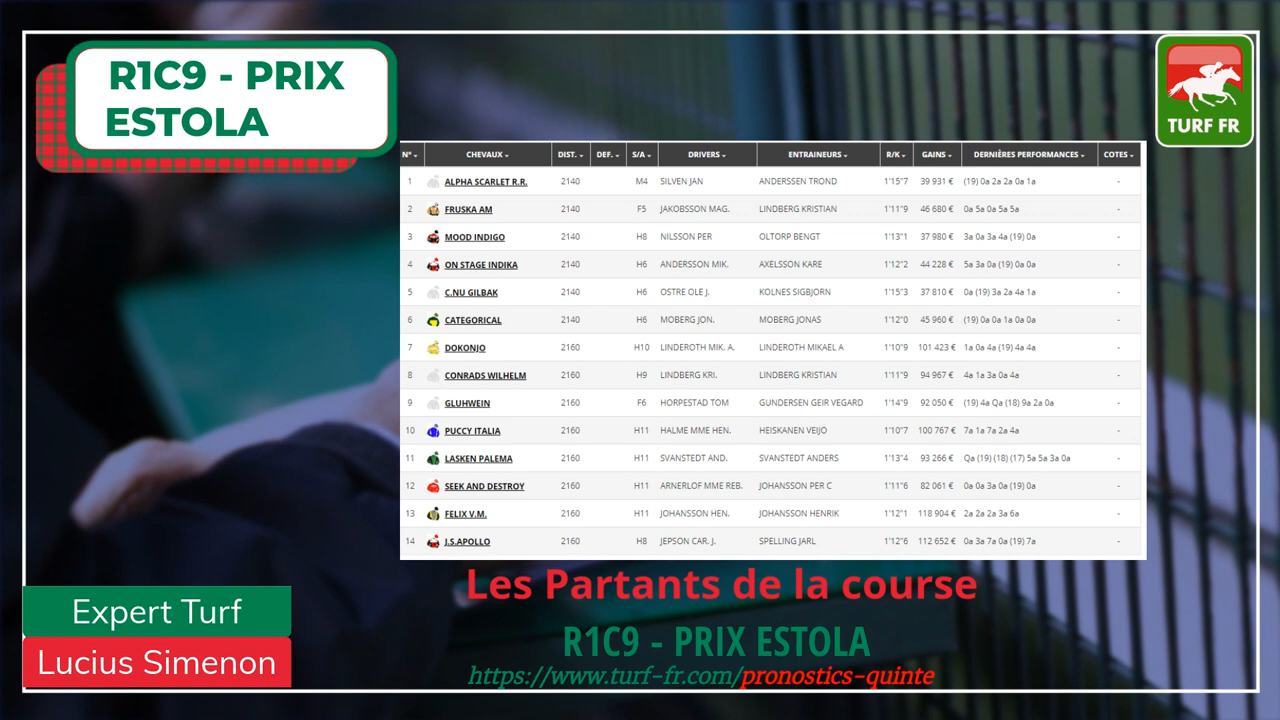 R1C9 - PRIX
ESTOLA
TURF FR
N° CHEVAUX DIST. DEF. S/A DRIVERS ENTRAINEURS R/K GAINS DERNIÈRES PERFORMANCES COTES
1 ALPHA SCARLET R.R. 2140 M4 SILVEN JAN ANDERSSEN TROND 1'15"7 39 931 € (19) 0a 2a 2a 0a 1a -
2 FRUSKA AM 2140 F5 JAKOBSSON MAG. LINDBERG KRISTIAN 1'11"9 46 680 € 0a 5a 0a 5a 5a -
3 MOOD INDIGO 2140 H8 NILSSON PER OLTORP BENGT 1'13"1 37 980 € 3a 0a 3a 4a (19) 0a -
4 ON STAGE INDIKA 2140 H6 ANDERSSON MIK. AXELSSON KARE 1'12"2 44 228 € 5a 3a 0a (19) 0a 0a -
5 C.NU GILBAK 2140 H6 OSTRE OLE J. KOLNES SIGBJORN 1'15"3 37 810 € 0a (19) 3a 2a 4a 1a -
6 CATEGORICAL 2140 H6 MOBERG JON. MOBERG JONAS 1'12"0 45 960 € (19) 0a 0a 1a 0a 0a -
7 DOKONJO 2160 H10 LINDEROTH MIK. A. LINDEROTH MIKAEL A 1'10"9 101 423 € 1a 0a 4a (19) 4a 4a -
8 CONRADS WILHELM 2160 H9 LINDBERG KRI. LINDBERG KRISTIAN 1'11"9 94 967 € 4a 1a 3a 0a 4a -
9 GLUHWEIN 2160 F6 HORPESTAD TOM GUNDERSEN GEIR VEGARD 1'14"9 92 050 € (19) 4a Qa (18) 9a 2a 0a -
10 PUCCY ITALIA 2160 H11 HALME MME HEN. HEISKANEN VEIJO 1'10"7 100 767 € 7a 1a 7a 2a 4a -
11 LASKEN PALEMA 2160 H11 SVANSTEDT AND. SVANSTEDT ANDERS 1'13"4 93 266 € Qa (19) (18) (17) 5a 5a 3a 0a -
12 SEEK AND DESTROY 2160 H11 ARNERLOF MME REB. JOHANSSON PER C 1'11"6 82 061 € 0a 0a 3a 0a (19) 0a -
13 FELIX V.M. 2160 H11 JOHANSSON HEN. JOHANSSON HENRIK 1'12"1 118 904 € 2a 2a 2a 3a 6a -
14 J.S.APOLLO 2160 H8 JEPSON CAR. J. SPELLING JARL 1'12"6 112 652 € 0a 3a 7a 0a (19) 7a -
Les Partants de la course
R1C9 - PRIX ESTOLA
https://www.turf-fr.com/pronostics-quinte
Expert Turf
Lucius Simenon